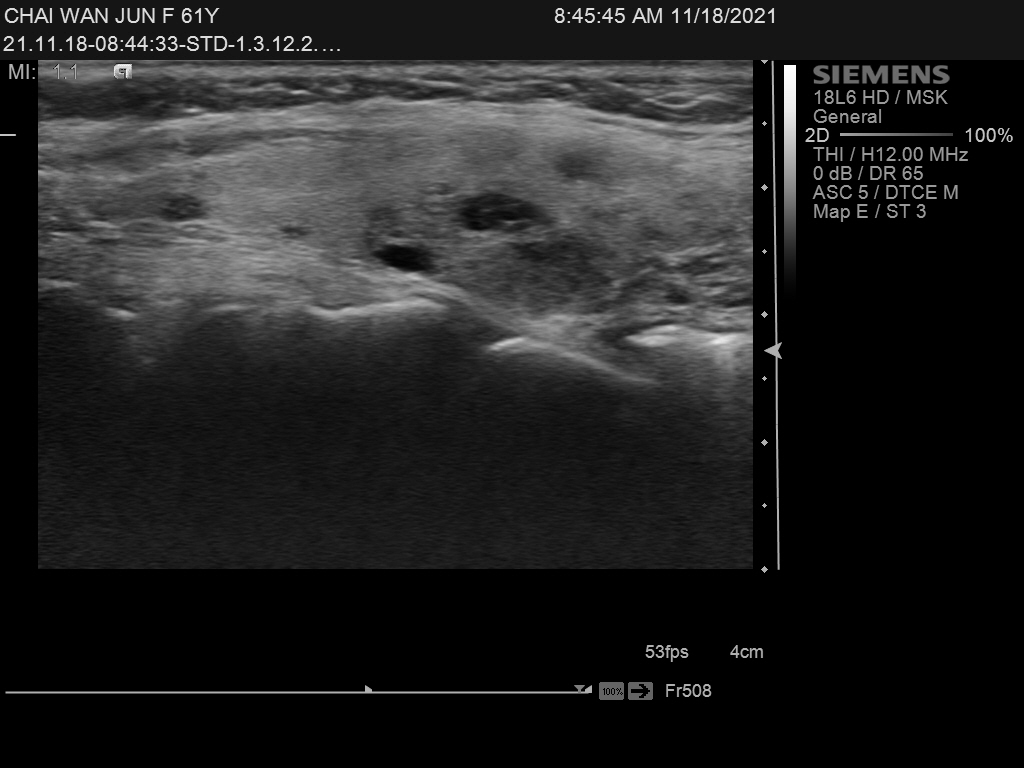 CHAI WAN JUN F 61Y 8:45:45 AM 11/18/2021
21.11.18-08:44:33-STD-1.3.12.2....
MI: 1.1
SIEMENS
18L6 HD / MSK
General
2D 100%
THI / H12.00 MHz
0 dB / DR 65
ASC 5 / DTCE M
Map E / ST 3
53fps 4cm
100% Fr508